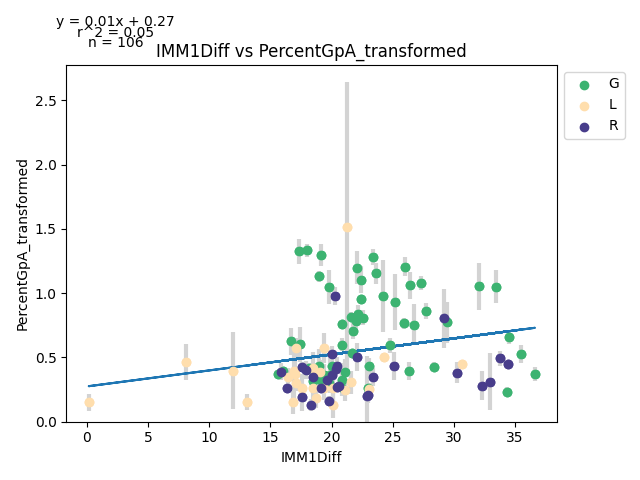 y = 0.01x + 0.27
r^2 = 0.05
n = 106
IMM1Diff vs PercentGpA_transformed
G
L
R
PercentGpA_transformed
2.5
2.0
1.5
1.0
0.5
0.0
0 5 10 15 20 25 30 35
IMM1Diff